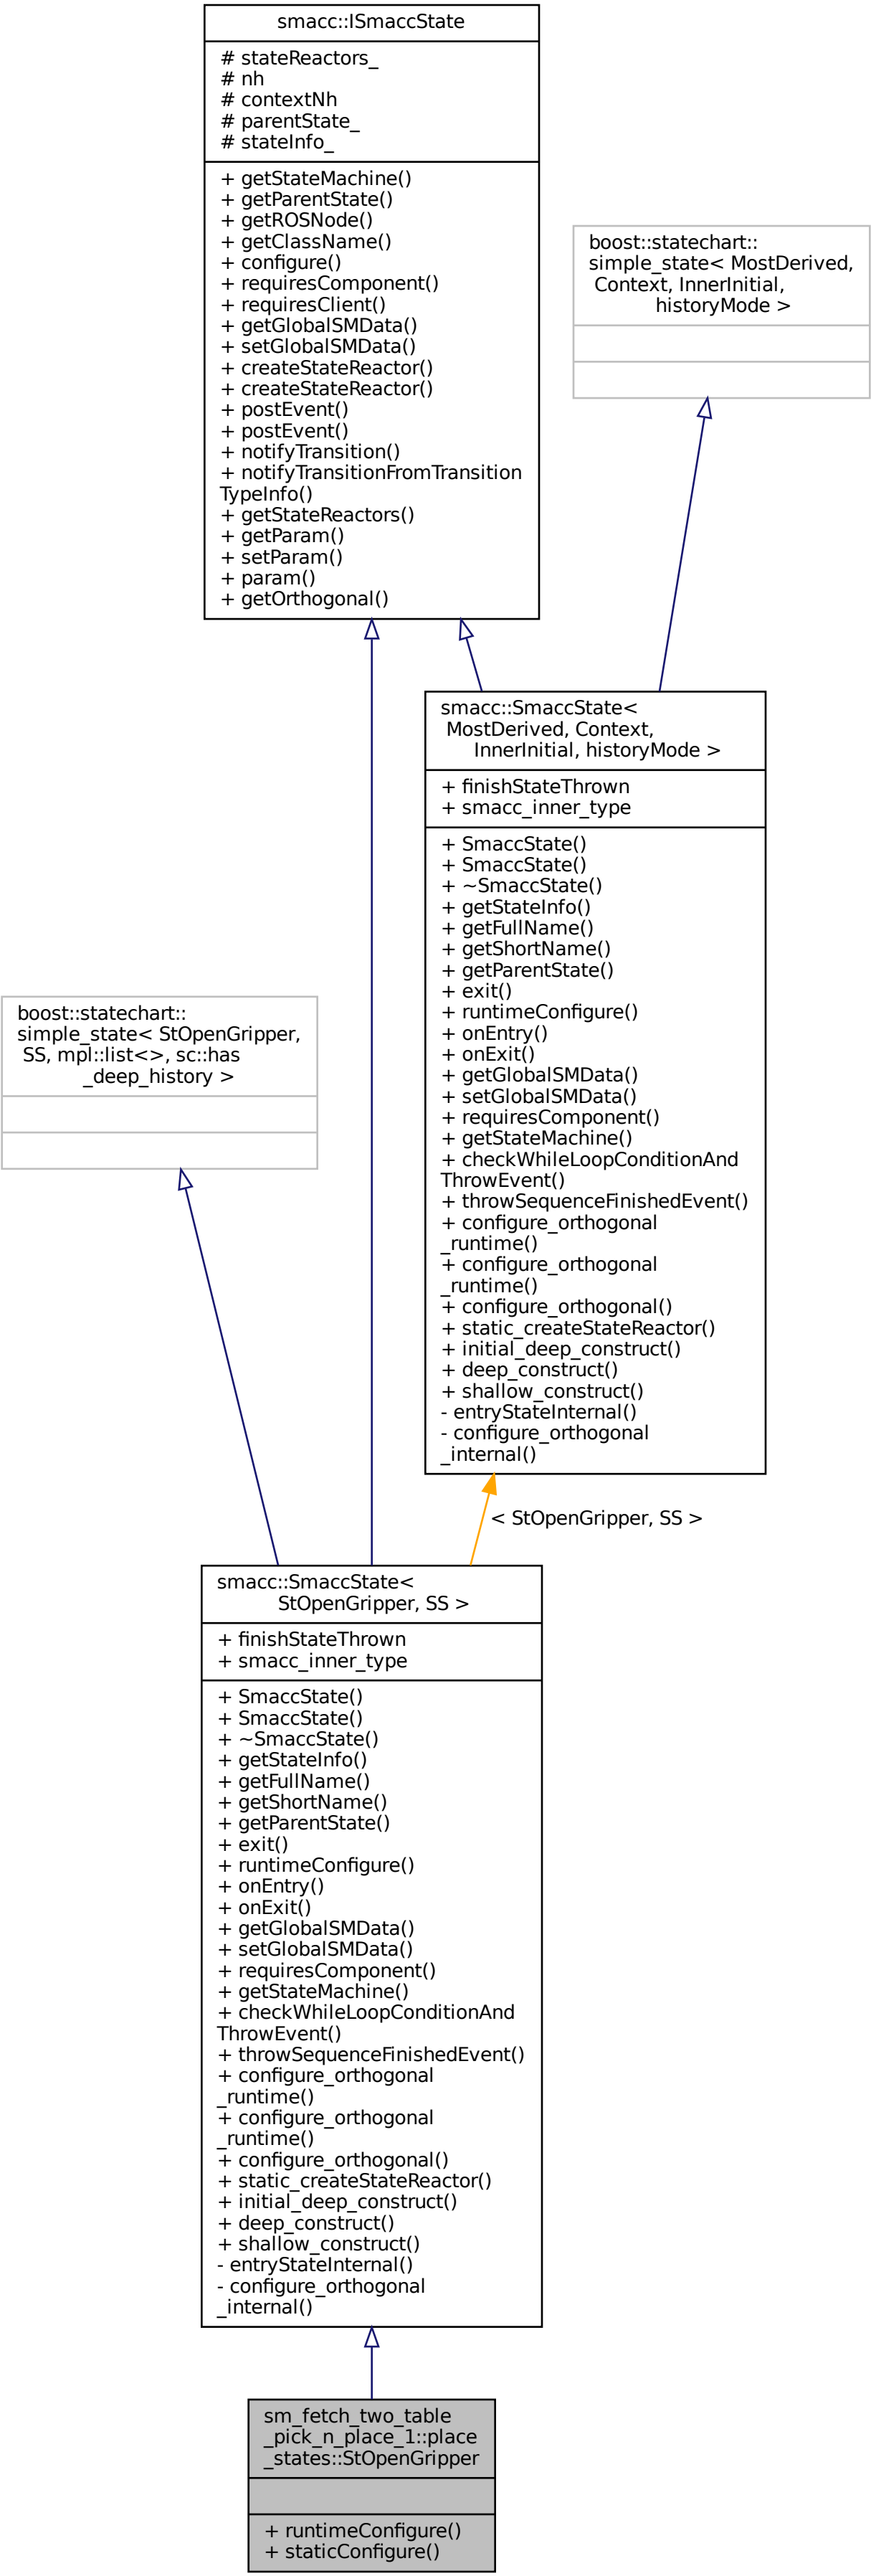 smacc::ISmaccState
# stateReactors_
# nh
# contextNh
# parentState_
# stateInfo_
+ getStateMachine()
+ getParentState()
+ getROSNode()
+ getClassName()
+ configure()
+ requiresComponent()
+ requiresClient()
+ getGlobalSMData()
+ setGlobalSMData()
+ createStateReactor()
+ createStateReactor()
+ postEvent()
+ postEvent()
+ notifyTransition()
+ notifyTransitionFromTransition
TypeInfo()
+ getStateReactors()
+ getParam()
+ setParam()
+ param()
+ getOrthogonal()
boost::statechart::
simple_state< MostDerived,
Context, InnerInitial,
historyMode >
smacc::SmaccState<
MostDerived, Context,
InnerInitial, historyMode >
+ finishStateThrown
+ smacc_inner_type
+ SmaccState()
+ SmaccState()
+ ~SmaccState()
+ getStateInfo()
+ getFullName()
+ getShortName()
+ getParentState()
+ exit()
+ runtimeConfigure()
+ onEntry()
+ onExit()
+ getGlobalSMData()
+ setGlobalSMData()
+ requiresComponent()
+ getStateMachine()
+ checkWhileLoopConditionAnd
ThrowEvent()
+ throwSequenceFinishedEvent()
+ configure_orthogonal
_runtime()
+ configure_orthogonal
_runtime()
+ configure_orthogonal()
+ static_createStateReactor()
+ initial_deep_construct()
+ deep_construct()
+ shallow_construct()
- entryStateInternal()
- configure_orthogonal
_internal()
boost::statechart::
simple_state< StOpenGripper,
SS, mpl::list<>, sc::has
_deep_history >
< StOpenGripper, SS >
smacc::SmaccState<
StOpenGripper, SS >
+ finishStateThrown
+ smacc_inner_type
+ SmaccState()
+ SmaccState()
+ ~SmaccState()
+ getStateInfo()
+ getFullName()
+ getShortName()
+ getParentState()
+ exit()
+ runtimeConfigure()
+ onEntry()
+ onExit()
+ getGlobalSMData()
+ setGlobalSMData()
+ requiresComponent()
+ getStateMachine()
+ checkWhileLoopConditionAnd
ThrowEvent()
+ throwSequenceFinishedEvent()
+ configure_orthogonal
_runtime()
+ configure_orthogonal
_runtime()
+ configure_orthogonal()
+ static_createStateReactor()
+ initial_deep_construct()
+ deep_construct()
+ shallow_construct()
- entryStateInternal()
- configure_orthogonal
_internal()
sm_fetch_two_table
_pick_n_place_1::place
_states::StOpenGripper
+ runtimeConfigure()
+ staticConfigure()